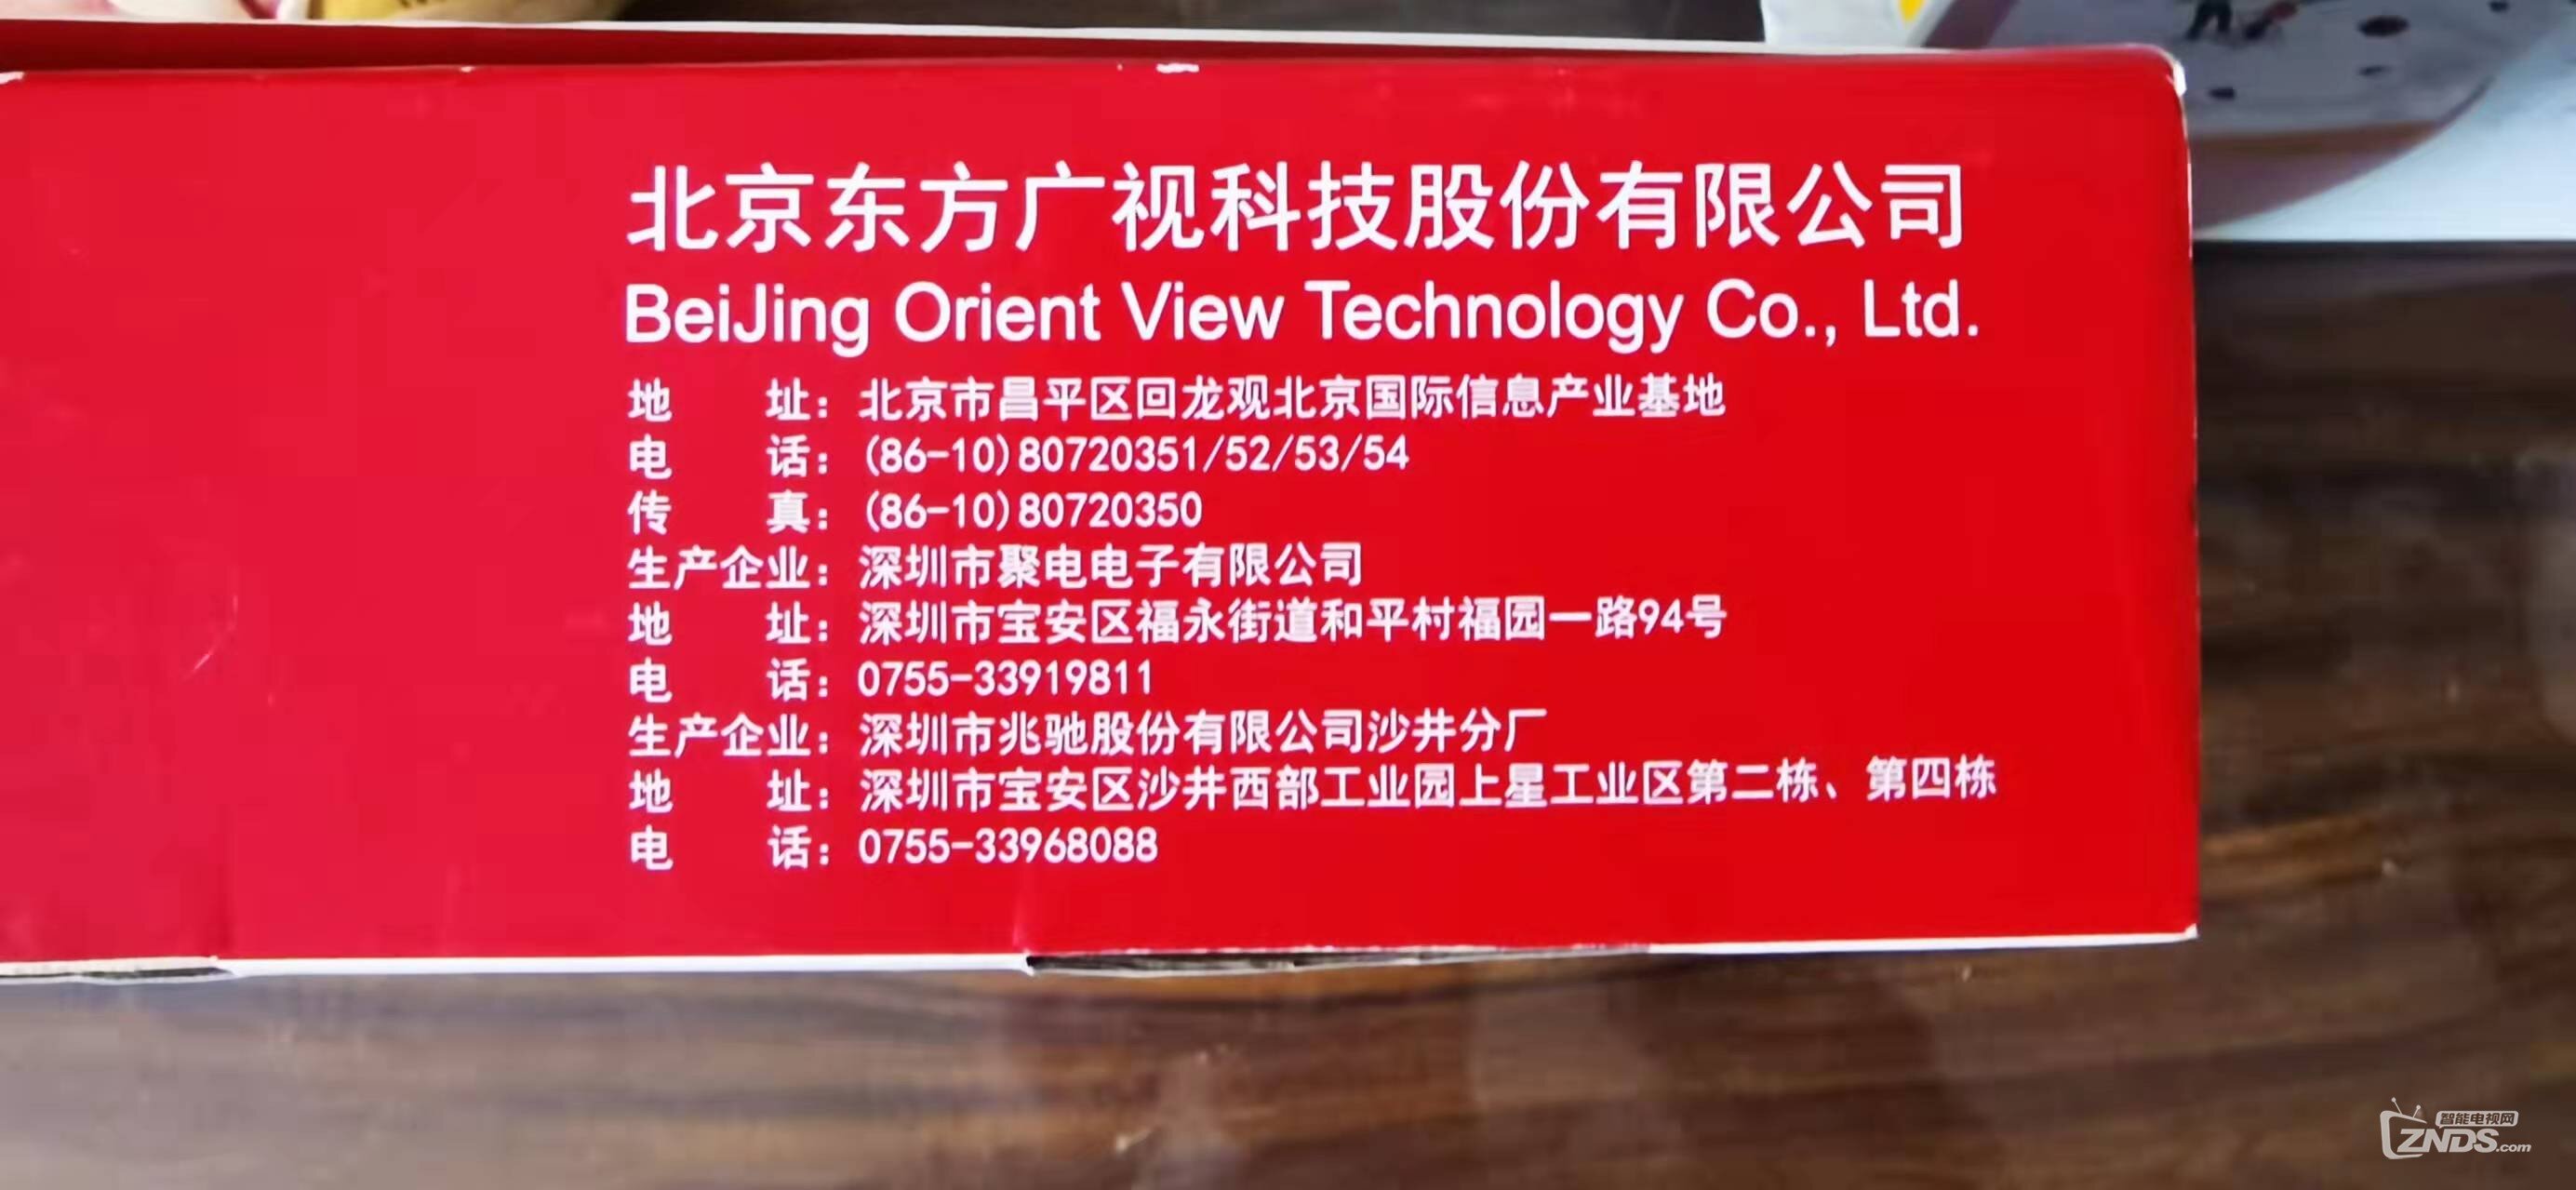 北京东方广视科技股份有限公司
BeiJing Orient View Technology Co., Ltd.
地 址：北京市昌平区回龙观北京国际信息产业基地
电 话：(86-10)80720351/52/53/54
传 真：(86-10)80720350
生产企业：深圳市聚电电子有限公司
地 址：深圳市宝安区福永街道和平村福园一路94号
电 话：0755-33919811
生产企业：深圳市兆驰股份有限公司沙井分厂
地 址：深圳市宝安区沙井西部工业园上星工业区第二栋、第四栋
电 话：0755-33968088
智能电视网
ZNDS.com